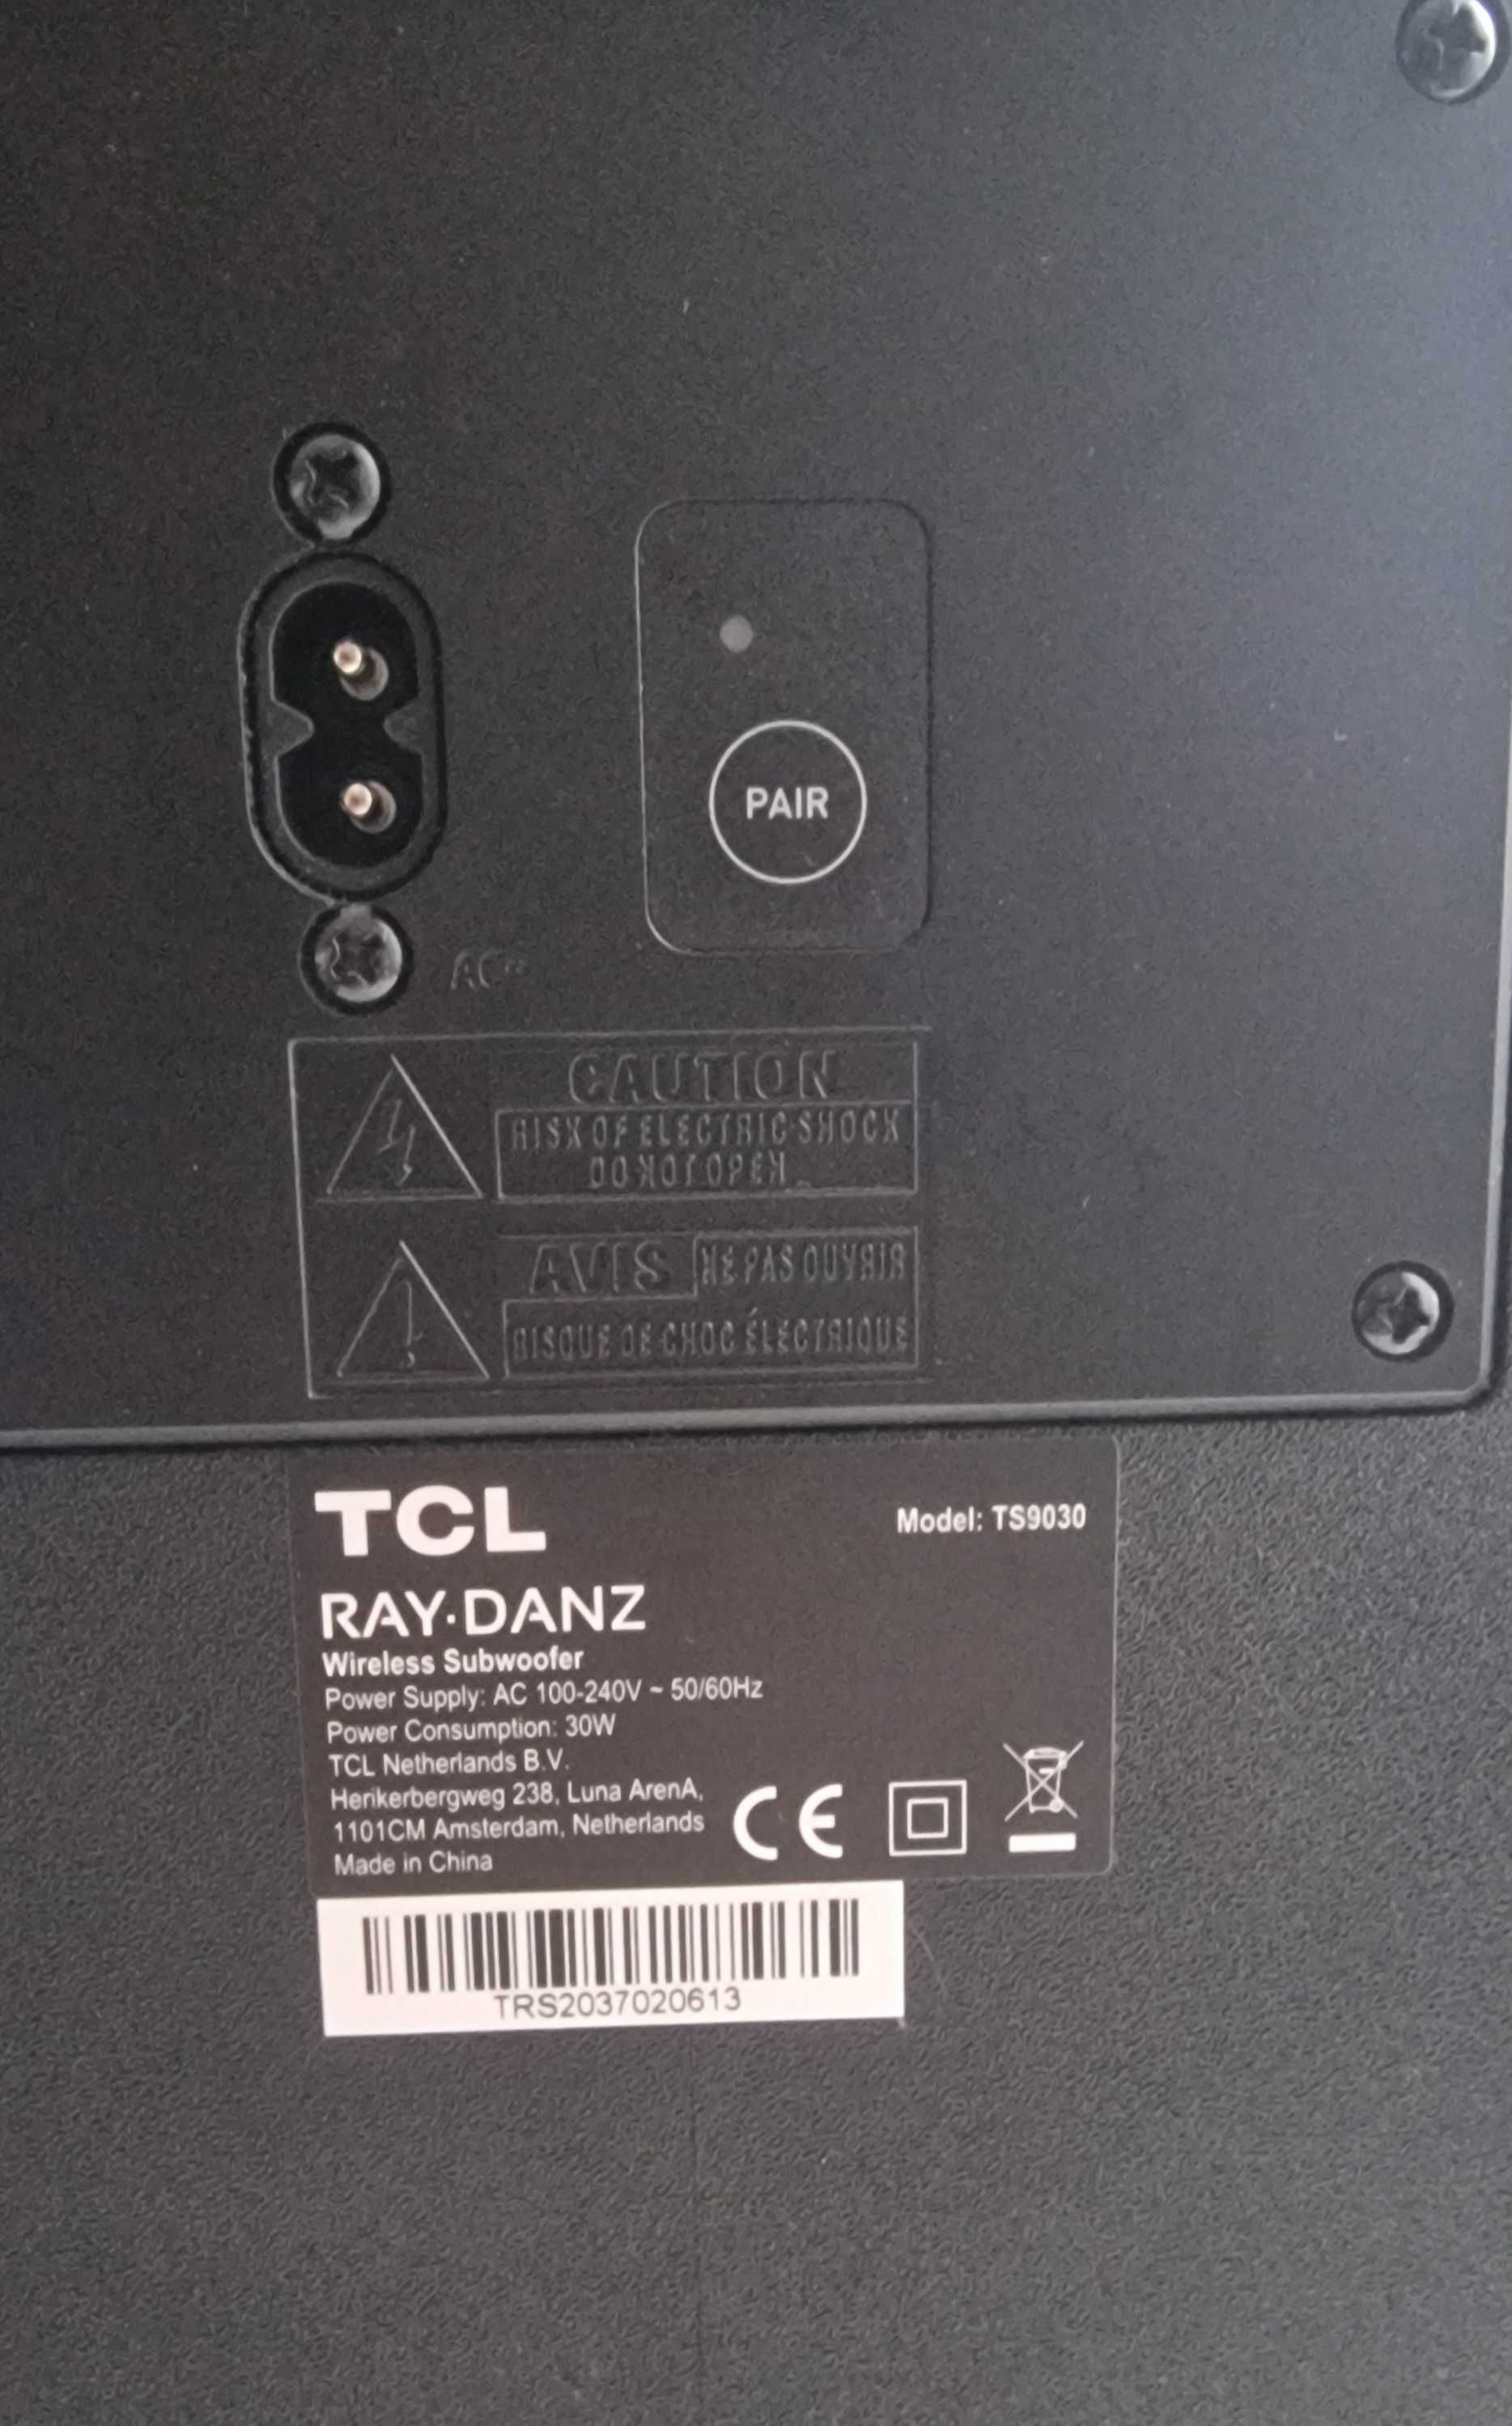 PAIR
AC~
CAUTION
RISK OF ELECTRIC SHOCK
DO NOT OPEN
AVIS NE PAS OUVRIR
RISQUE DE CHOC ÉLECTRIQUE
TCL
Model: TS9030
RAY·DANZ
Wireless Subwoofer
Power Supply: AC 100-240V ~ 50/60Hz
Power Consumption: 30W
TCL Netherlands B.V.
Herikerbergweg 238, Luna ArenA,
1101CM Amsterdam, Netherlands
Made in China
CE
TRS2037020613